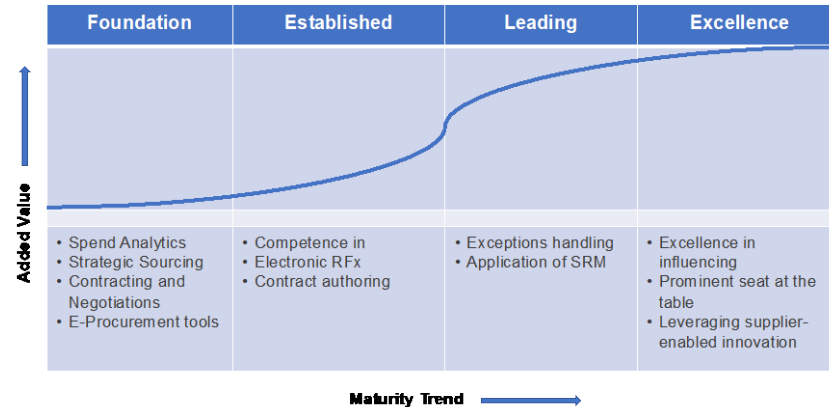 Foundation
Established
Leading
Excellence
Added Value
• Spend Analytics
• Strategic Sourcing
• Contracting and
Negotiations
• E-Procurement tools
• Competence in
• Electronic RFx
• Contract authoring
• Exceptions handling
• Application of SRM
• Excellence in
influencing
• Prominent seat at the
table
• Leveraging supplier-
enabled innovation
Maturity Trend